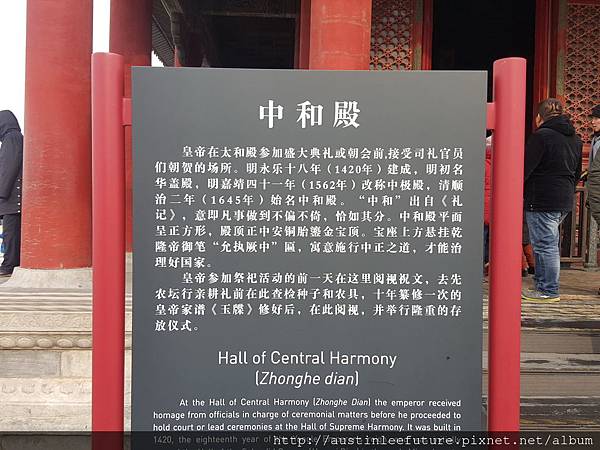 中和殿
皇帝在太和殿参加盛大典礼或朝会前,接受司礼官员
们朝贺的场所。明永乐十八年（1420年）建成，明初名
华盖殿，明嘉靖四十一年（1562年）改称中极殿，清顺
治二年（1645年）始名中和殿。“中和”出自《礼
记》，意即凡事做到不偏不倚，恰如其分。中和殿平面
呈正方形，殿顶正中安铜胎鎏金宝顶。宝座上方悬挂乾
隆帝御笔“允执厥中”匾，寓意施行中正之道，才能治
理好国家。
皇帝参加祭祀活动的前一天在这里阅视祝文，去先
农坛行亲耕礼前在此查检种子和农具，十年纂修一次的
皇帝家谱《玉牒》修好后，在此阅视，并举行隆重的存
放仪式。
Hall of Central Harmony
(Zhonghe dian)
At the Hall of Central Harmony (Zhonghe Dian) the emperor received
homage from officials in charge of ceremonial matters before he proceeded to
hold court or lead ceremonies at the Hall of Supreme Harmony. It was built in
1420, the eighteenth year of
http://austinleefuture.pixnet.net/album